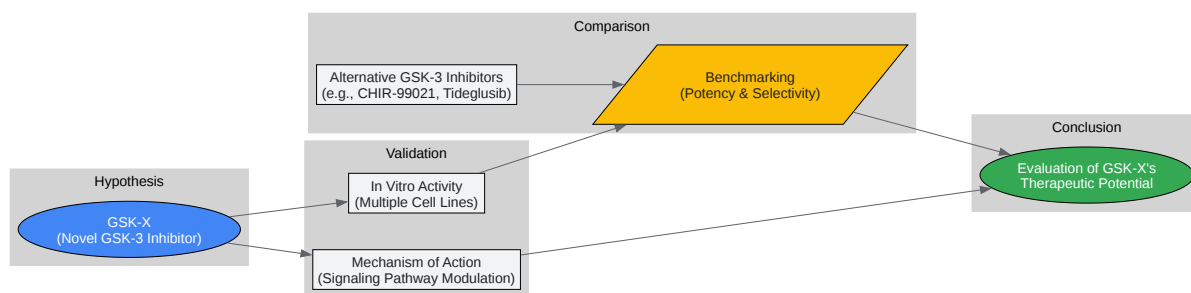 Comparison
Alternative GSK-3 Inhibitors
(e.g., CHIR-99021, Tideglusib)
Benchmarking
(Potency & Selectivity)
Validation
In Vitro Activity
(Multiple Cell Lines)
Mechanism of Action
(Signaling Pathway Modulation)
Hypothesis
GSK-X
(Novel GSK-3 Inhibitor)
Conclusion
Evaluation of GSK-X's
Therapeutic Potential